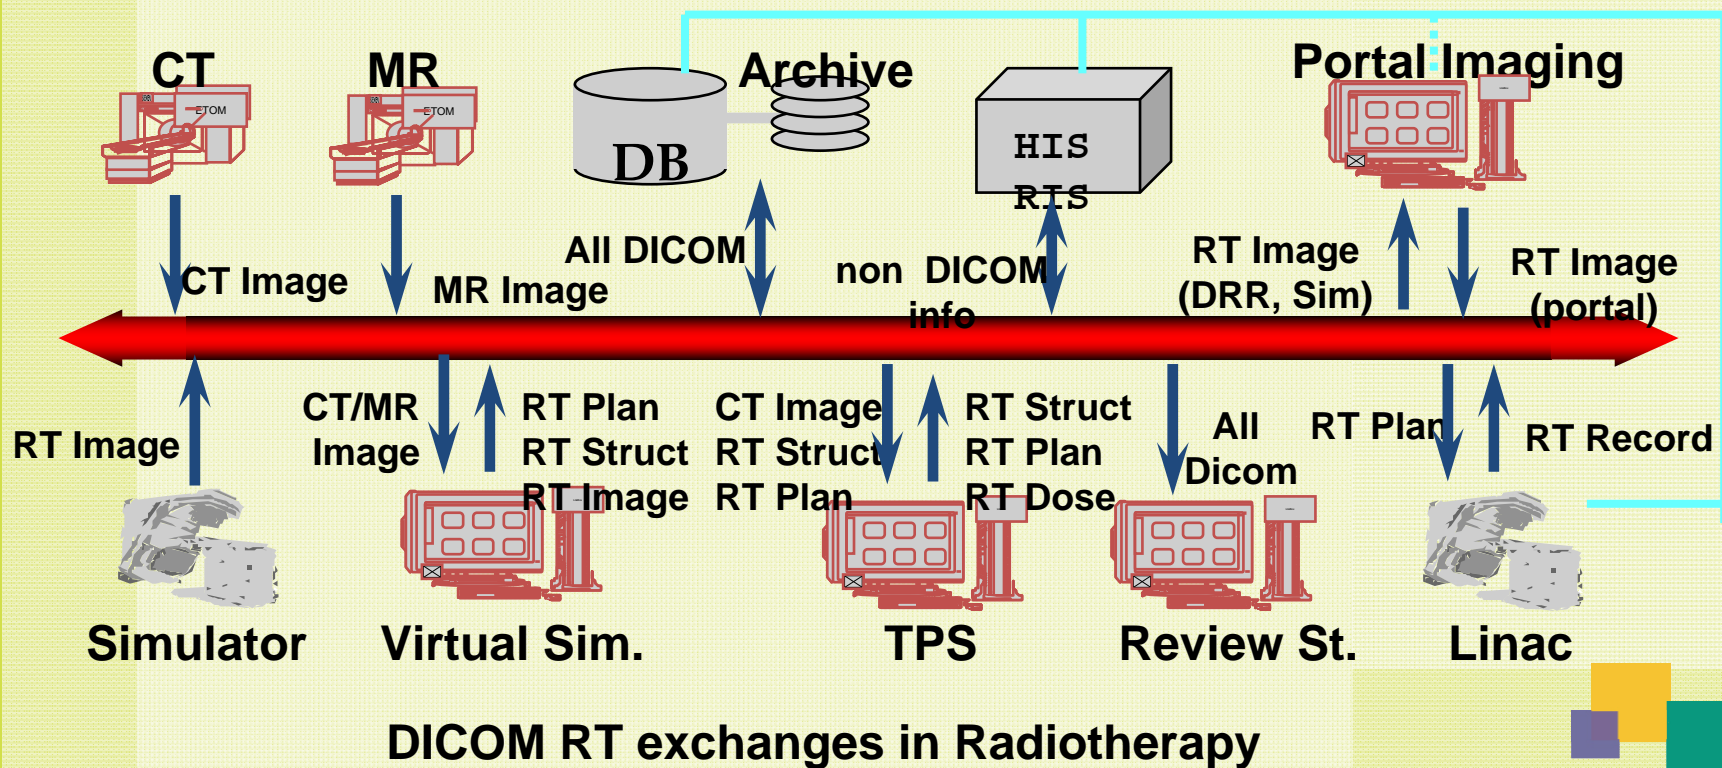 CT
MR
Archive
Portal Imaging
ETOM
ETOM
DB
HIS
RIS
All DICOM
non DICOM
info
RT Image
(DRR, Sim)
RT Image
(portal)
CT Image
MR Image
RT Image
CT/MR
Image
RT Plan
RT Struct
RT Image
CT Image
RT Struct
RT Plan
RT Struct
RT Plan
RT Dose
All
Dicom
RT Plan
RT Record
Simulator
Virtual Sim.
TPS
Review St.
Linac
DICOM RT exchanges in Radiotherapy